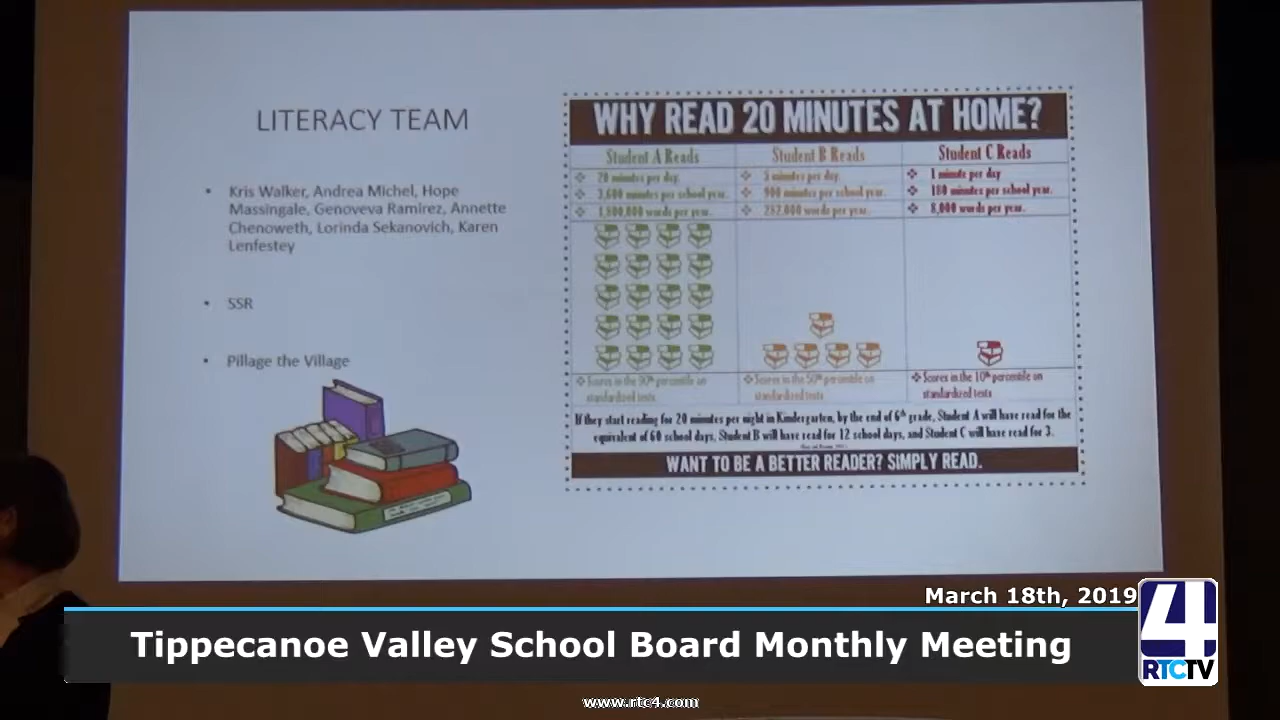 LITERACY TEAM
• Kris Walker, Andrea Michel, Hope
Massingale, Genoveva Ramirez, Annette
Chenoweth, Lorinda Sekanovich, Karen
Lenfestey
• SSR
• Pillage the Village
WHY READ 20 MINUTES AT HOME?
Student A Reads
20 minutes per day.
3,600 minutes per school year.
1,800,000 words per year.
Student B Reads
5 minutes per day.
900 minutes per school year.
282,000 words per year.
Student C Reads
1 minute per day
180 minutes per school year.
8,000 words per year.
Scores in the 90th percentile on
standardized tests.
Scores in the 50th percentile on
standardized tests
Scores in the 10th percentile on
standardized tests
If they start reading for 20 minutes per night in Kindergarten, by the end of 6th grade, Student A will have read for the
equivalent of 60 school days, Student B will have read for 12 school days, and Student C will have read for 3.
WANT TO BE A BETTER READER? SIMPLY READ.
March 18th, 2019
Tippecanoe Valley School Board Monthly Meeting
4
RTCTV
www.rtc4.com